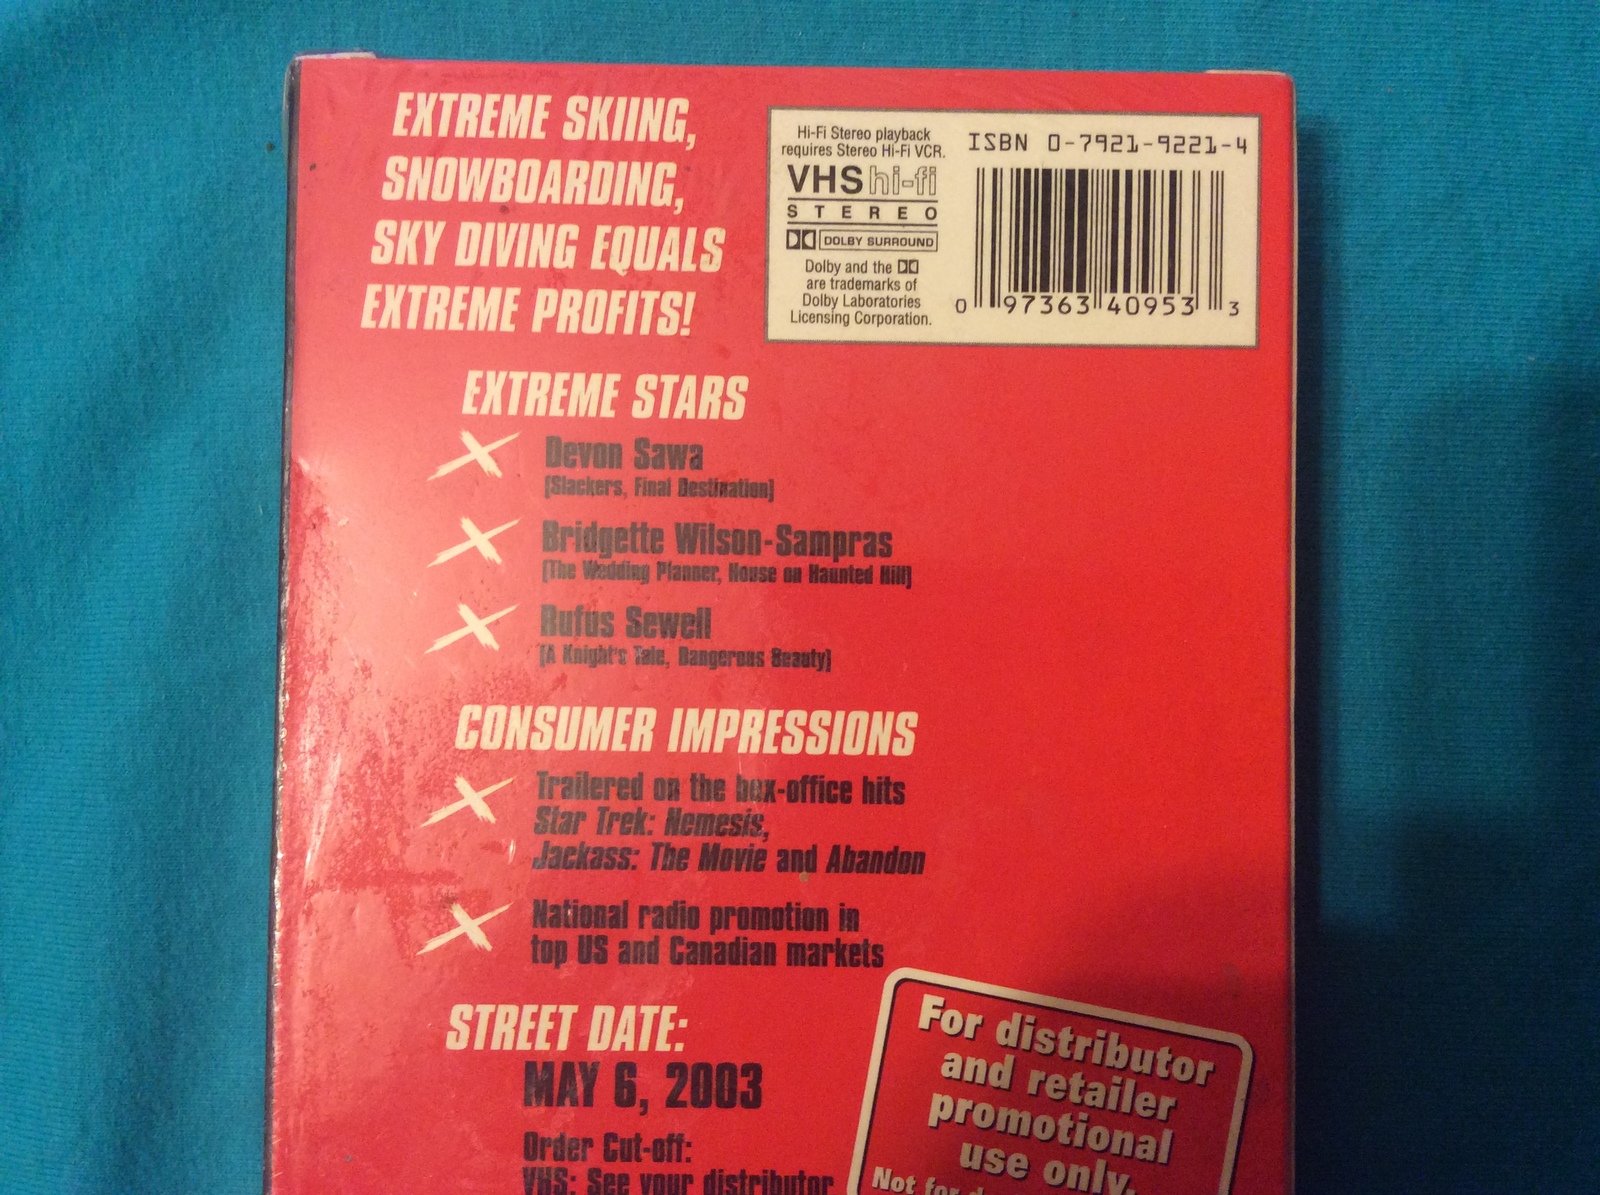 EXTREME SKIING,
SNOWBOARDING,
SKY DIVING EQUALS
EXTREME PROFITS!
Hi-Fi Stereo playback
requires Stereo Hi-Fi VCR.
VHS hi-fi
STEREO
DOLBY SURROUND
Dolby and the
are trademarks of
Dolby Laboratories
Licensing Corporation.
ISBN 0-7921-9221-4
0 97363 40953 3
EXTREME STARS
Devon Sawa
[Slackers, Final Destination]
Bridgette Wilson-Sampras
[The Wedding Planner, House on Haunted Hill]
Rufus Sewell
[A Knight's Tale, Dangerous Beauty]
CONSUMER IMPRESSIONS
Trailered on the box-office hits
Star Trek: Nemesis,
Jackass: The Movie and Abandon
National radio promotion in
top US and Canadian markets
STREET DATE:
MAY 6, 2003
Order Cut-off:
VHS: See your distributor
For distributor
and retailer
promotional
use only.
Not for